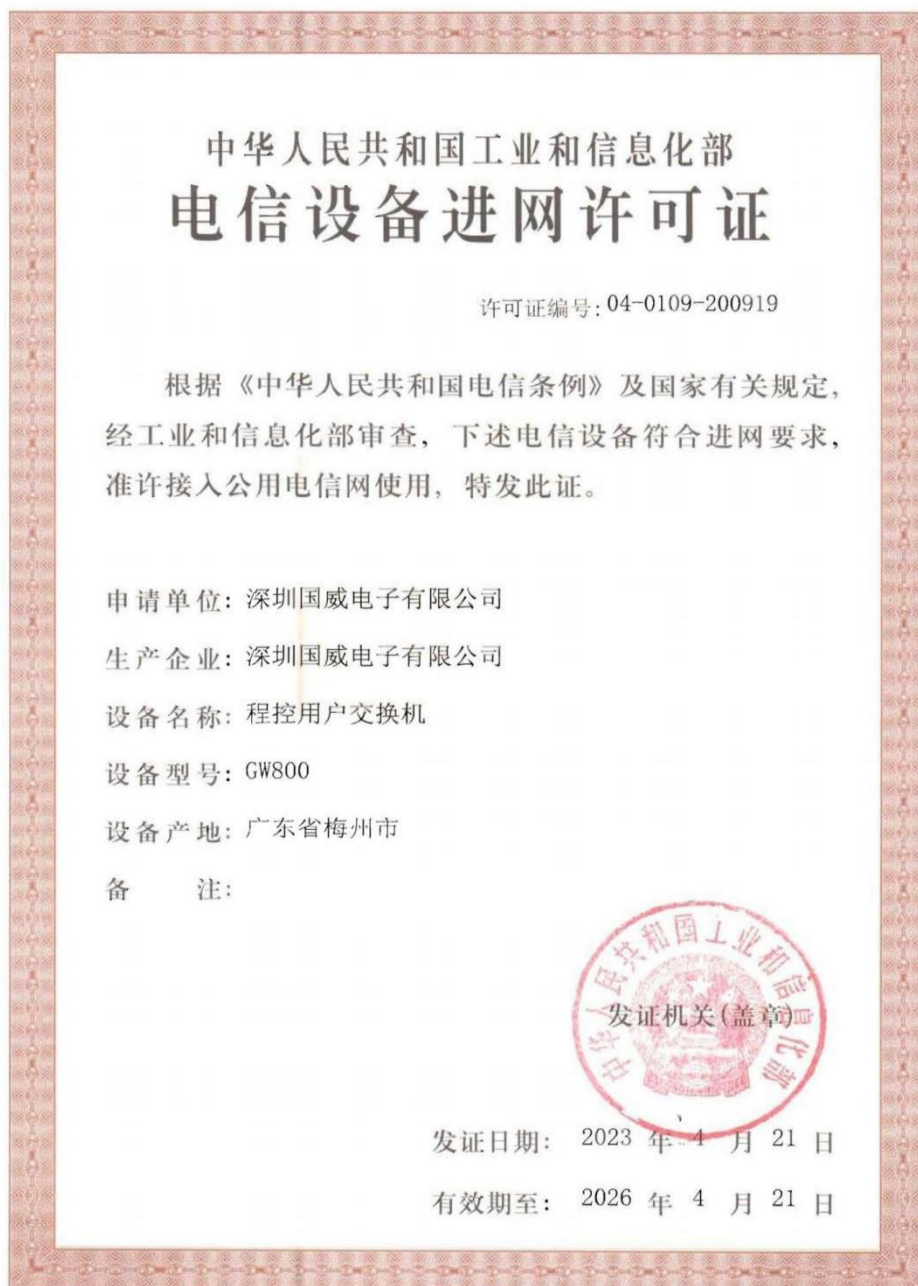 中华人民共和国工业和信息化部
电信设备进网许可证
许可证编号:04-0109-200919
根据《中华人民共和国电信条例》及国家有关规定,
经工业和信息化部审查, 下述电信设备符合进网要求,
准许接入公用电信网使用, 特发此证。
申请单位: 深圳国威电子有限公司
生产企业: 深圳国威电子有限公司
设备名称: 程控用户交换机
设备型号: GW800
设备产地: 广东省梅州市
备 注:
中华人民共和国工业和信息化部
发证机关(盖章)
发证日期: 2023 年 4 月 21 日
有效期至: 2026 年 4 月 21 日